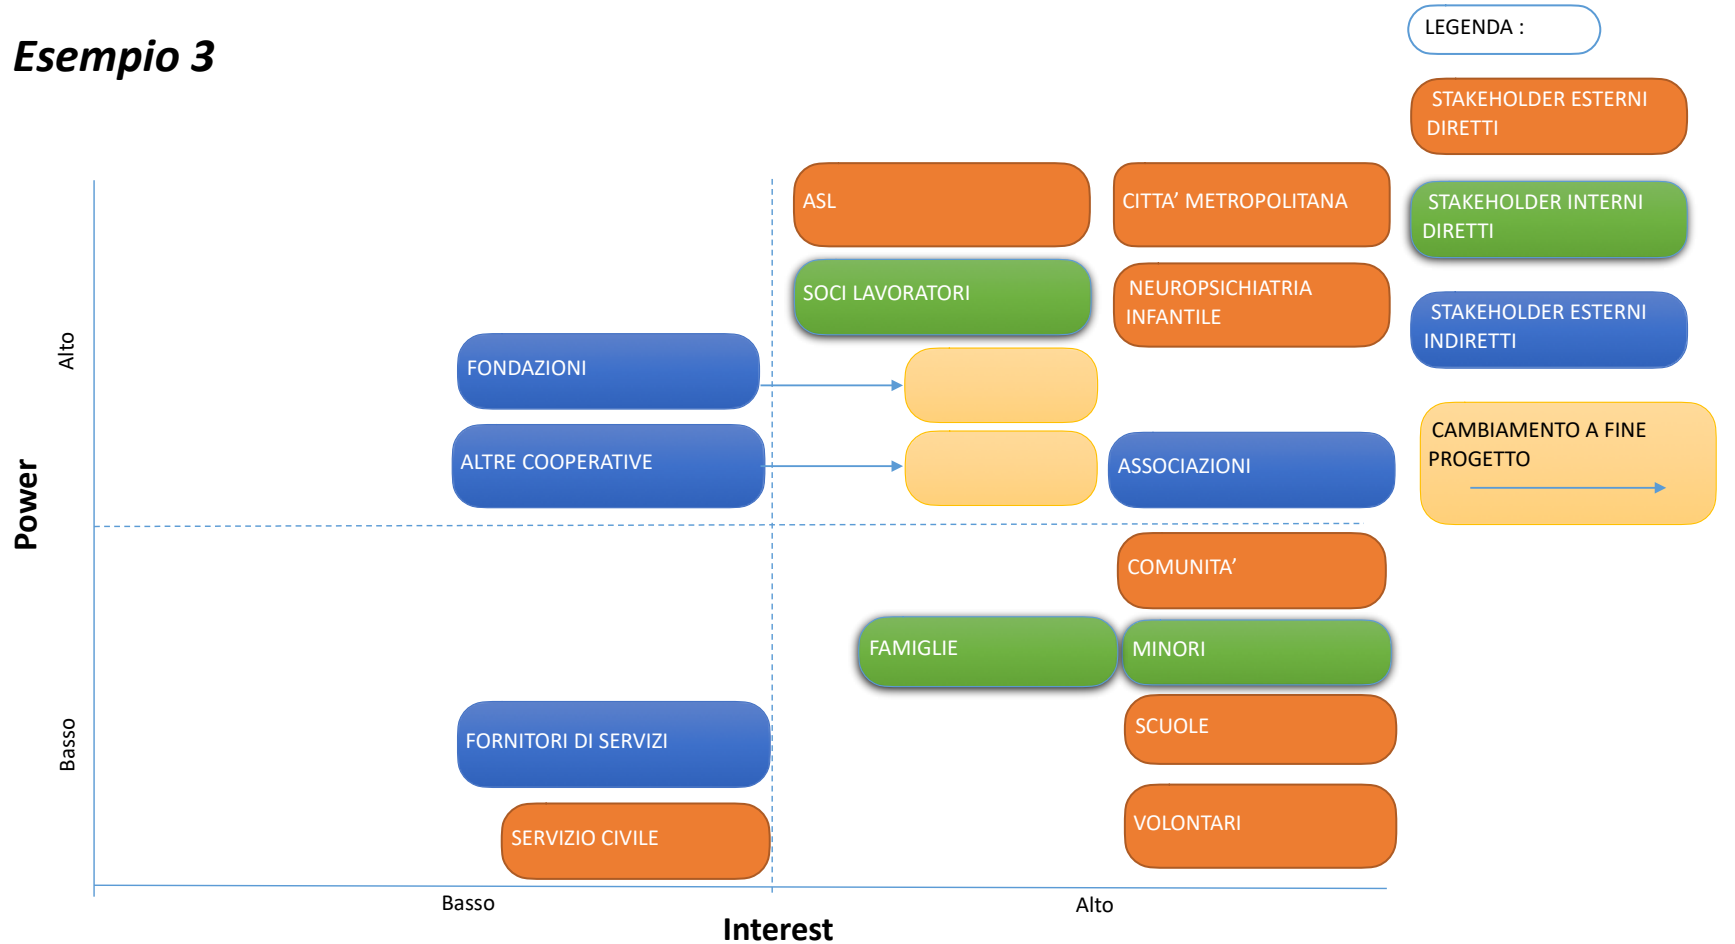 Esempio 3
LEGENDA :
STAKEHOLDER ESTERNI
DIRETTI
STAKEHOLDER INTERNI
DIRETTI
STAKEHOLDER ESTERNI
INDIRETTI
CAMBIAMENTO A FINE
PROGETTO
ASL
CITTA’ METROPOLITANA
SOCI LAVORATORI
NEUROPSICHIATRIA
INFANTILE
FONDAZIONI
ALTRE COOPERATIVE
ASSOCIAZIONI
COMUNITA’
FAMIGLIE
MINORI
SCUOLE
FORNITORI DI SERVIZI
VOLONTARI
SERVIZIO CIVILE
Alto
Power
Basso
Basso
Alto
Interest